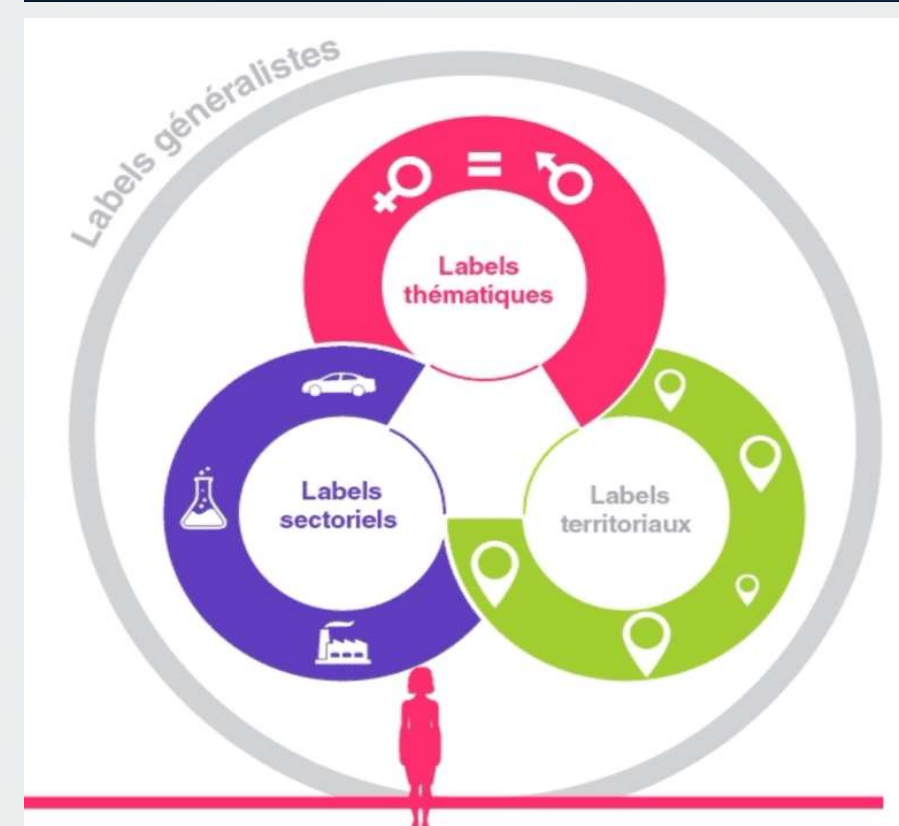 Labels généralistes
Labels
thématiques
Labels
sectoriels
Labels
territoriaux